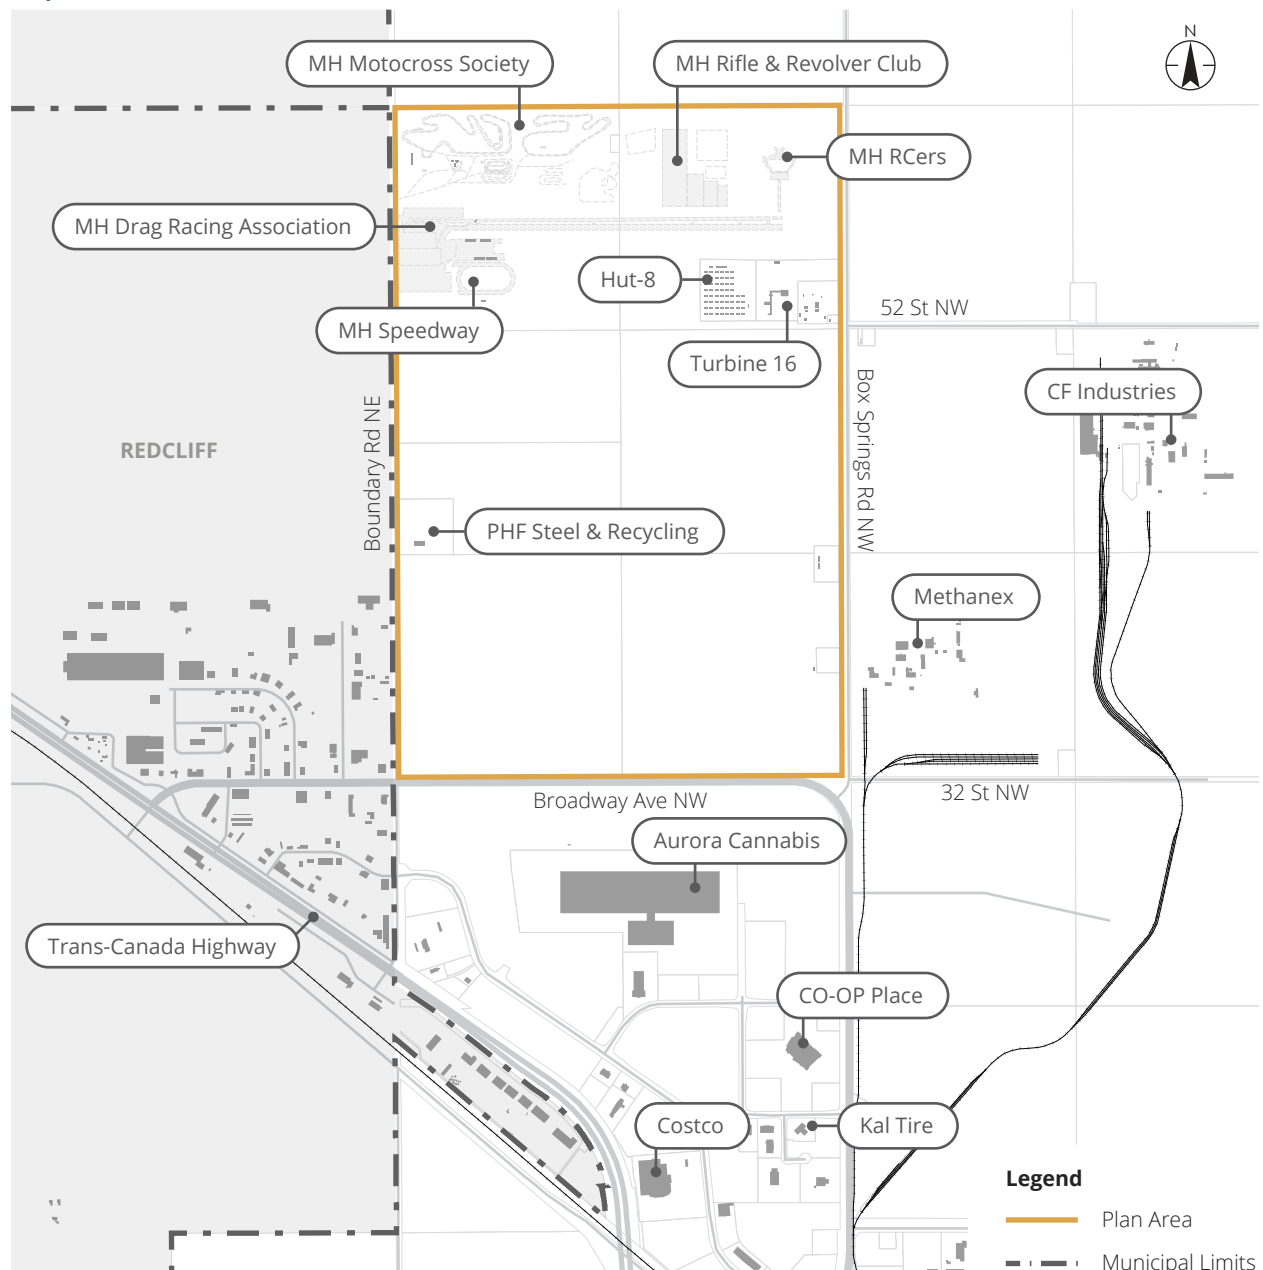 N
MH Motocross Society
MH Rifle & Revolver Club
MH RCers
MH Drag Racing Association
Hut-8
MH Speedway
52 St NW
Turbine 16
CF Industries
Boundary Rd NE
Box Springs Rd NW
REDCLIFF
PHF Steel & Recycling
Methanex
32 St NW
Broadway Ave NW
Aurora Cannabis
Trans-Canada Highway
CO-OP Place
Costco
Kal Tire
Legend
Plan Area
Municipal Limits